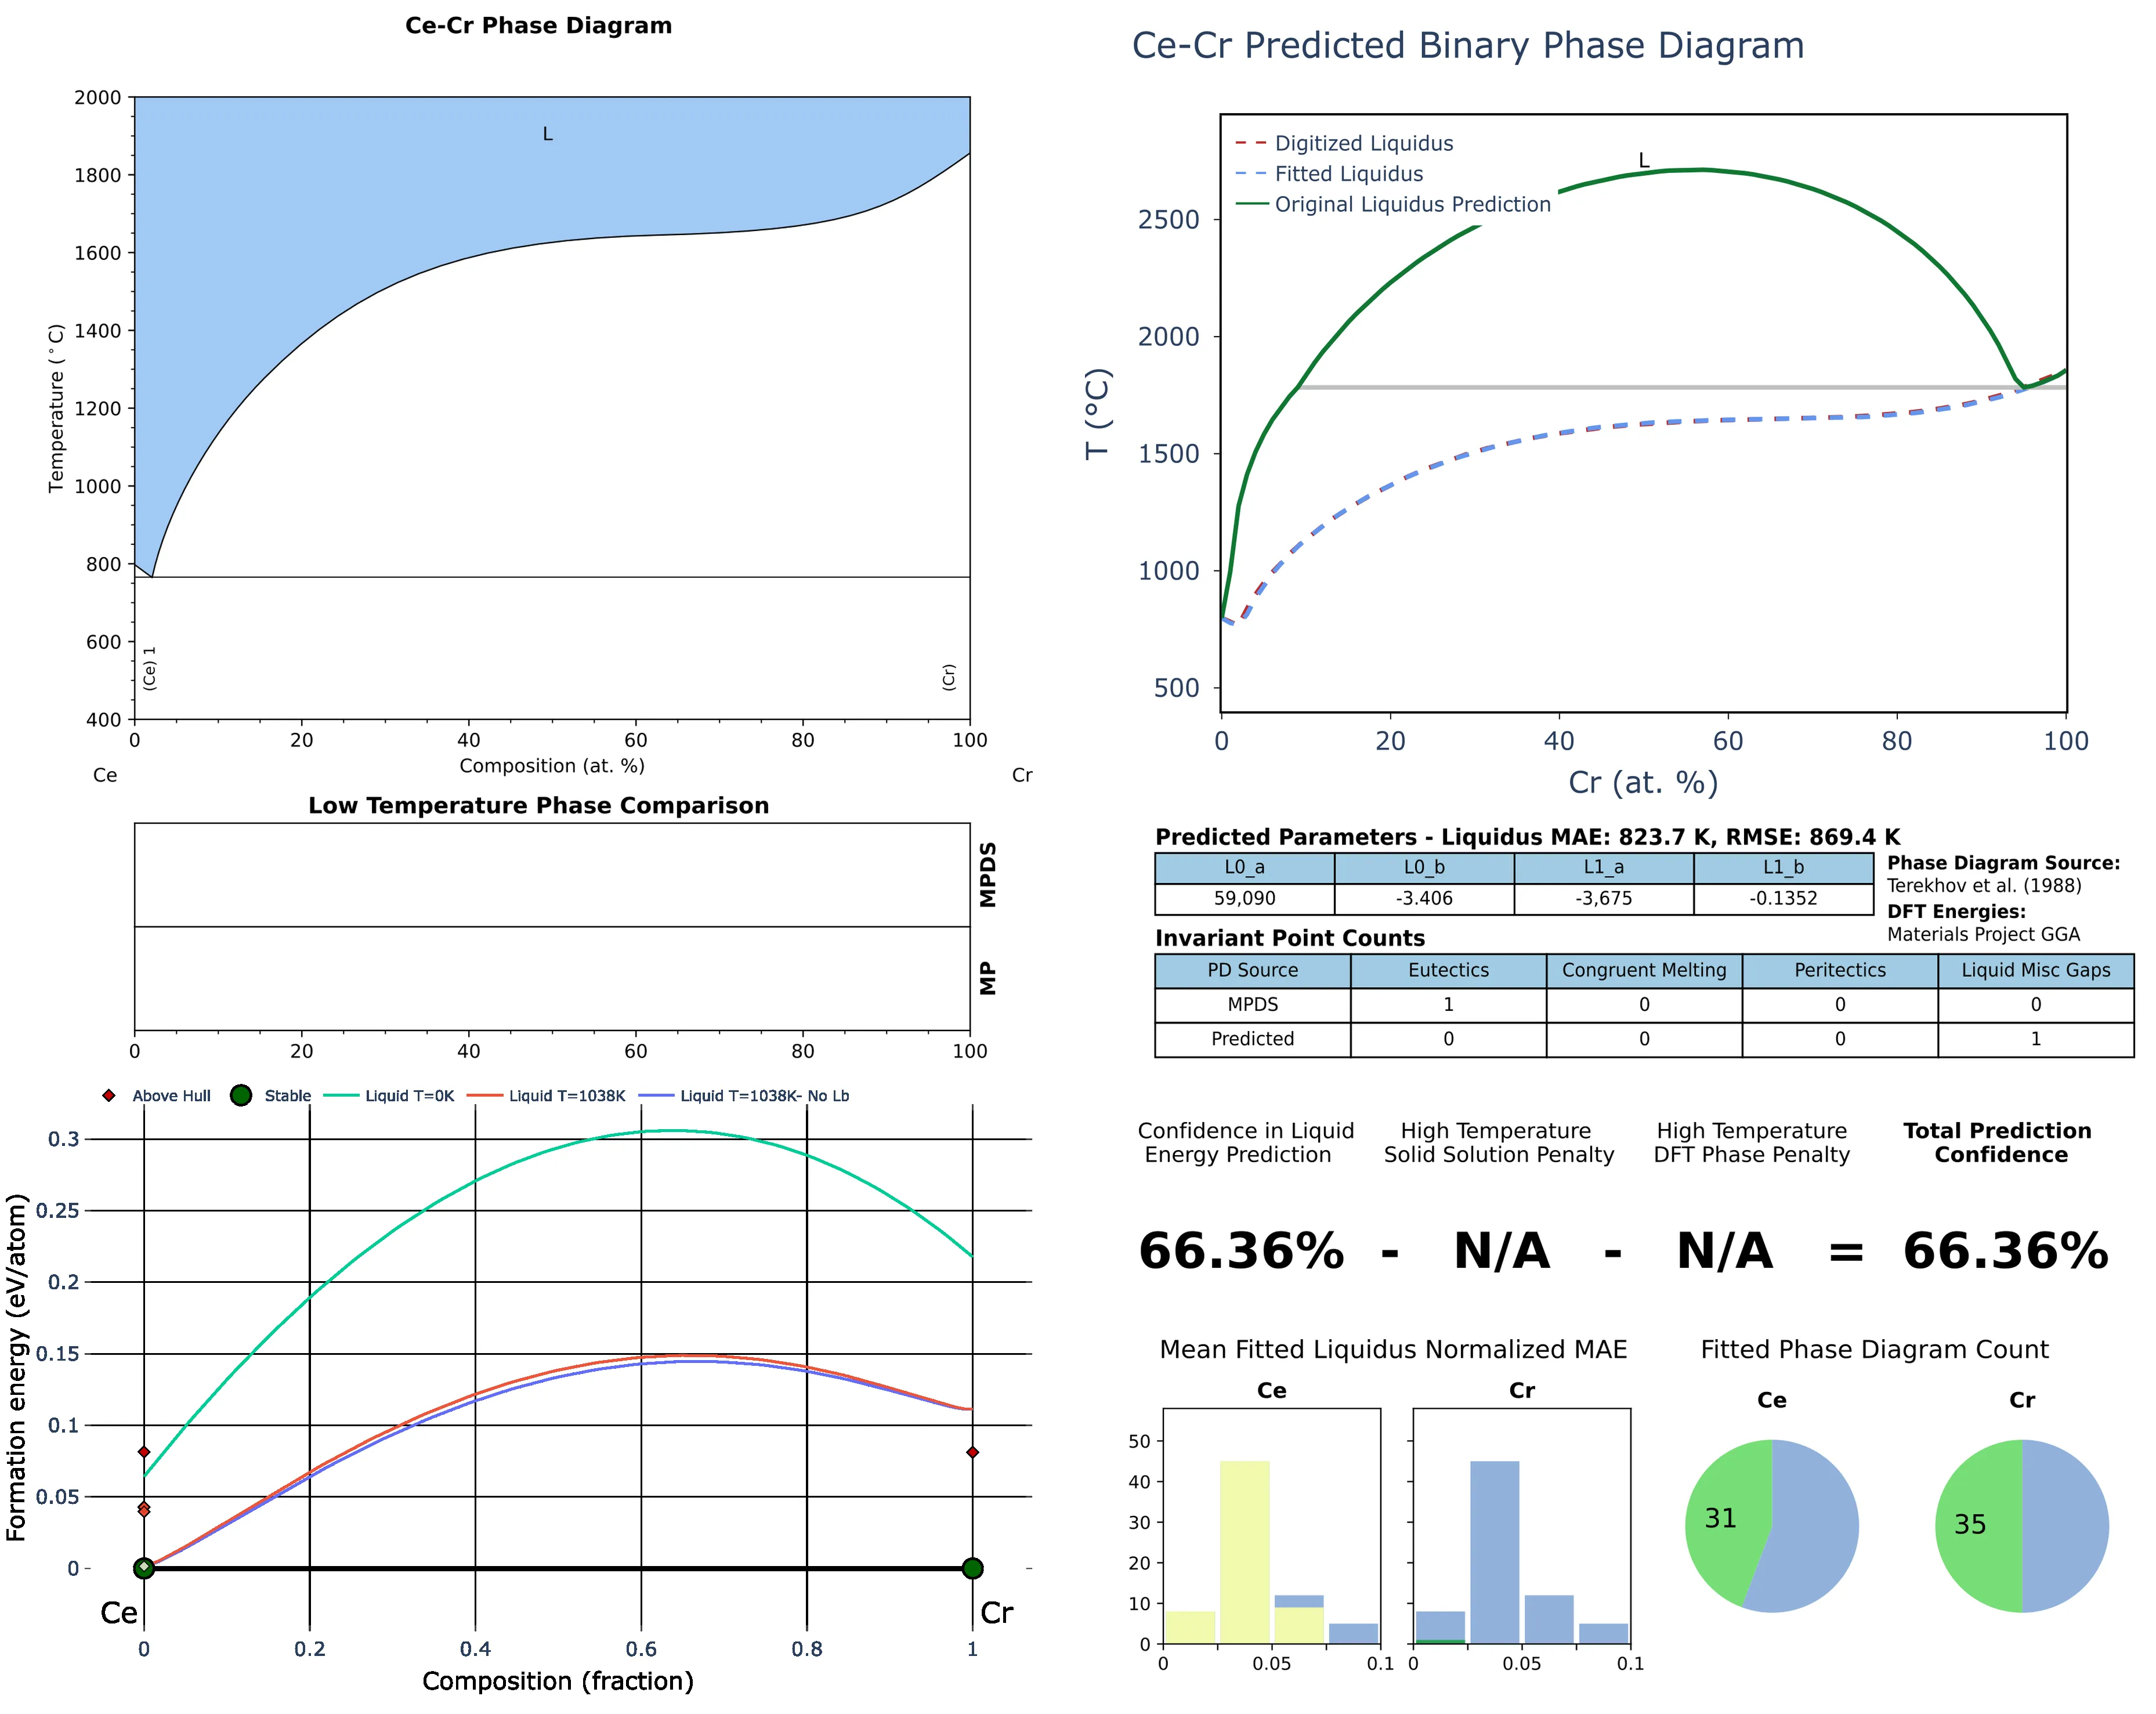 Ce-Cr Phase Diagram
2000
1800
1600
1400
1200
1000
800
600
400
Temperature (°C)
L
(Ce) 1
(Cr)
0 20 40 60 80 100
Composition (at. %)
Ce Cr
Low Temperature Phase Comparison
MPDS
MP
0 20 40 60 80 100
Above Hull Stable Liquid T=0K Liquid T=1038K Liquid T=1038K- No Lb
0.3
0.25
0.2
0.15
0.1
0.05
0
Formation energy (eV/atom)
Ce Cr
0 0.2 0.4 0.6 0.8 1
Composition (fraction)
Ce-Cr Predicted Binary Phase Diagram
Digitized Liquidus
Fitted Liquidus
Original Liquidus Prediction
L
2500
2000
1500
1000
500
T (°C)
0 20 40 60 80 100
Cr (at. %)
Predicted Parameters - Liquidus MAE: 823.7 K, RMSE: 869.4 K
L0_a L0_b L1_a L1_b
59,090 -3.406 -3,675 -0.1352
Phase Diagram Source:
Terekhov et al. (1988)
DFT Energies:
Materials Project GGA
Invariant Point Counts
PD Source Eutectics Congruent Melting Peritectics Liquid Misc Gaps
MPDS 1 0 0 0
Predicted 0 0 0 1
Confidence in Liquid
Energy Prediction
High Temperature
Solid Solution Penalty
High Temperature
DFT Phase Penalty
Total Prediction
Confidence
66.36% - N/A - N/A = 66.36%
Mean Fitted Liquidus Normalized MAE
Ce Cr
50
40
30
20
10
0
0 0.05 0.1 0 0.05 0.1
Fitted Phase Diagram Count
Ce Cr
31 35